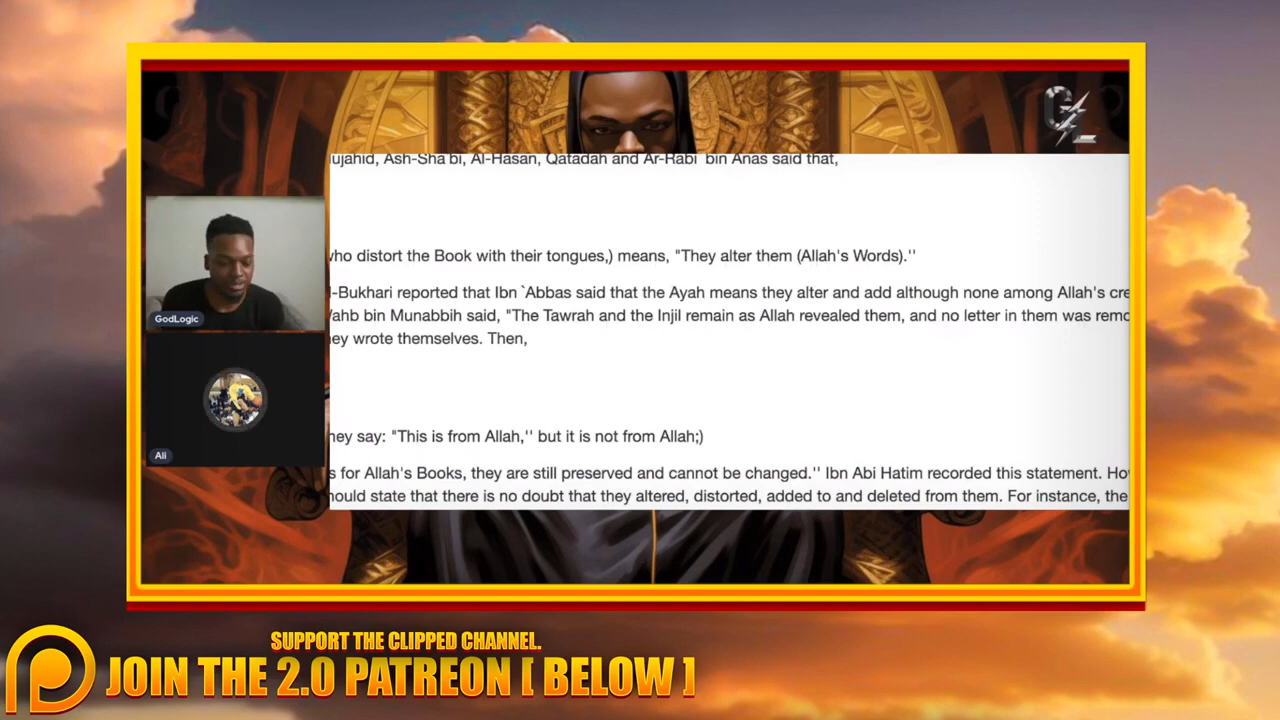 ujahid, Ash-Sha`bi, Al-Hasan, Qatadah and Ar-Rabi` bin Anas said that,
who distort the Book with their tongues,) means, "They alter them (Allah's Words).''
l-Bukhari reported that Ibn `Abbas said that the Ayah means they alter and add although none among Allah's cre
ahb bin Munabbih said, "The Tawrah and the Injil remain as Allah revealed them, and no letter in them was remo
ey wrote themselves. Then,
hey say: "This is from Allah,'' but it is not from Allah;)
s for Allah's Books, they are still preserved and cannot be changed.'' Ibn Abi Hatim recorded this statement. Ho
ould state that there is no doubt that they altered, distorted, added to and deleted from them. For instance, the
GodLogic
Ali
GL
SUPPORT THE CLIPPED CHANNEL.
JOIN THE 2.0 PATREON [ BELOW ]